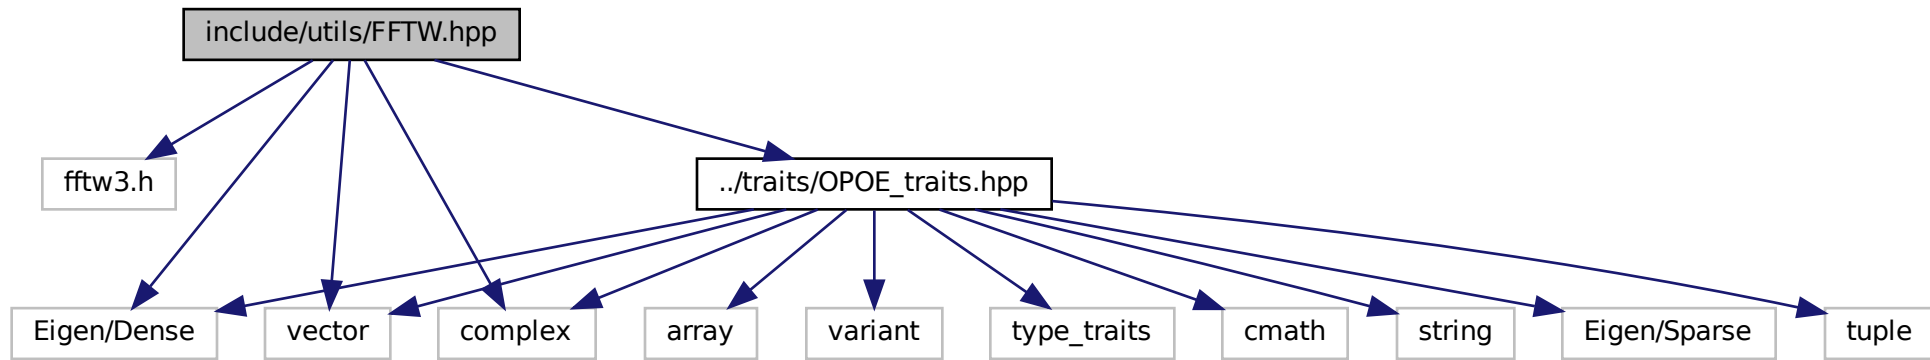 include/utils/FFTW.hpp
fftw3.h
../traits/OPOE_traits.hpp
Eigen/Dense
vector
complex
array
variant
type_traits
cmath
string
Eigen/Sparse
tuple